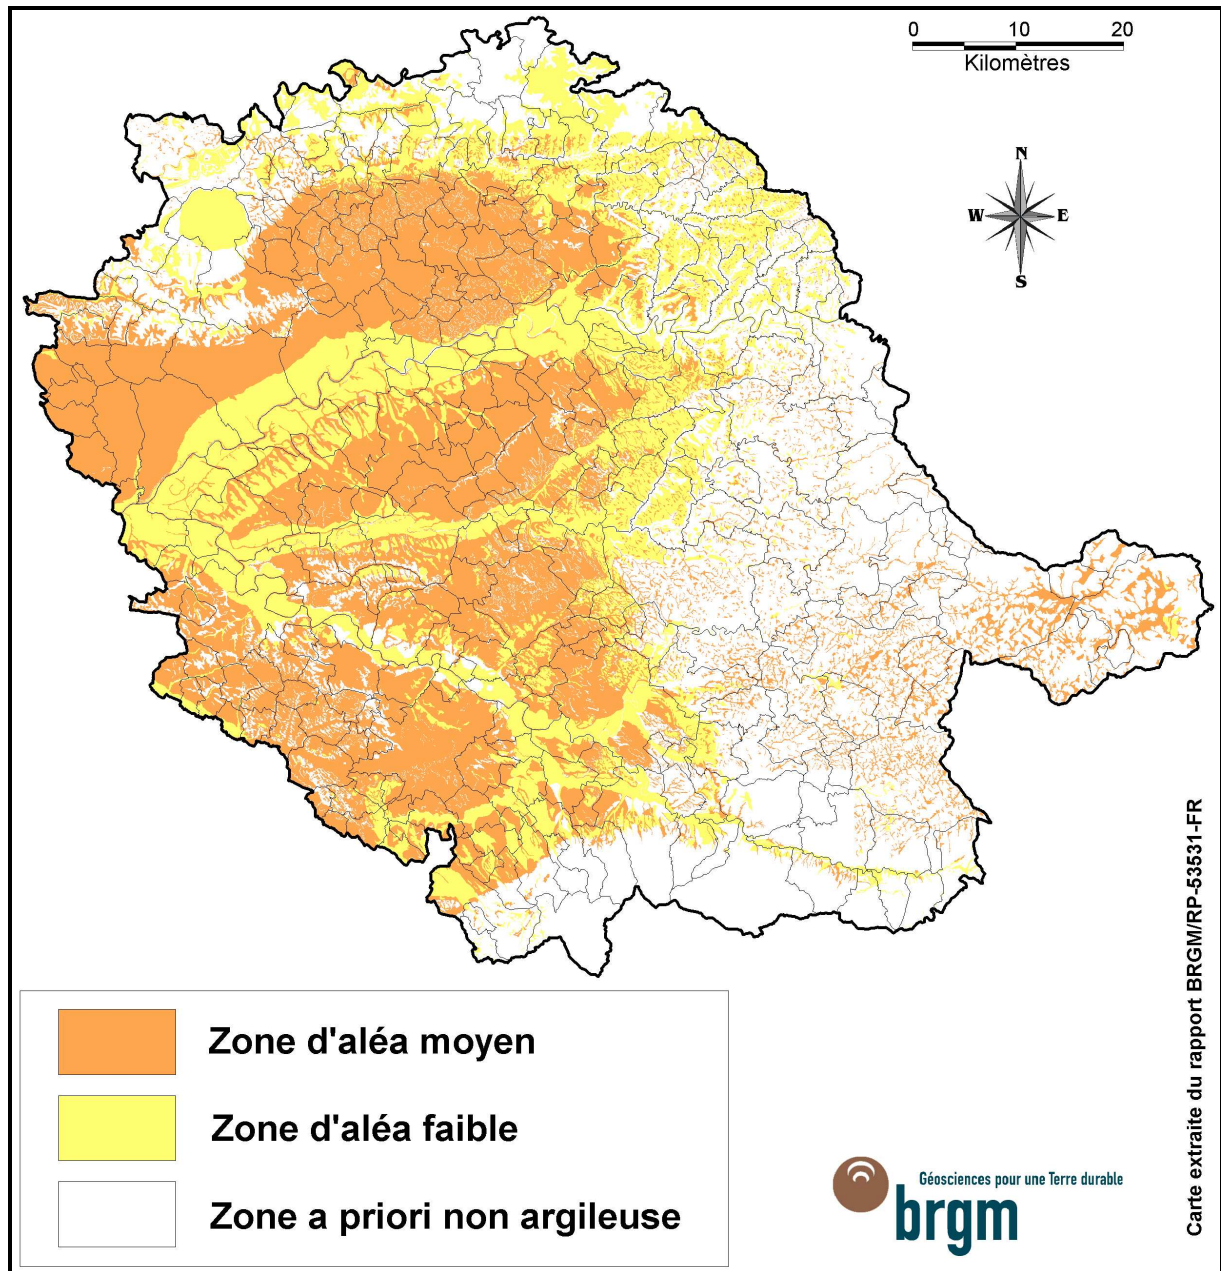 0 10 20
Kilomètres
N
W E
S
Zone d'aléa moyen
Zone d'aléa faible
Zone a priori non argileuse
Géosciences pour une Terre durable
brgm
Carte extraite du rapport BRGM/RP-53531-FR